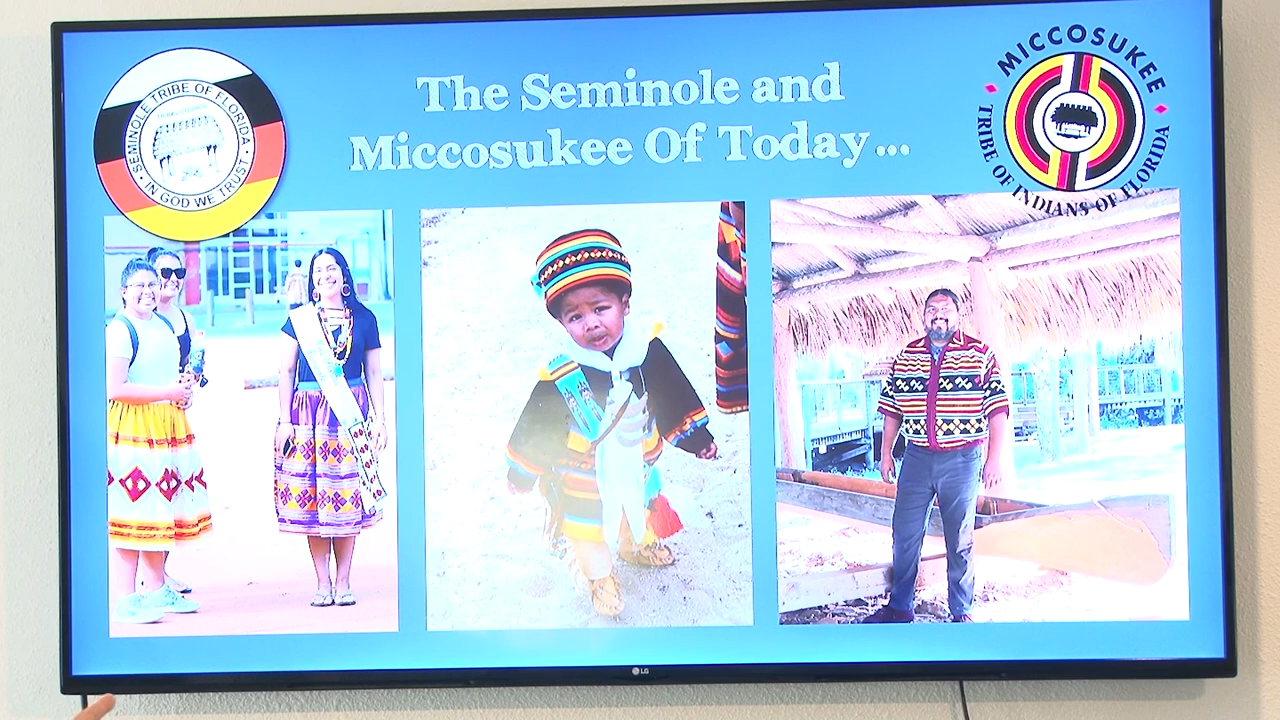 The Seminole and
Miccosukee Of Today...
SEMINOLE TRIBE OF FLORIDA
IN GOD WE TRUST
MICCOSUKEE
TRIBE OF INDIANS OF FLORIDA
LG